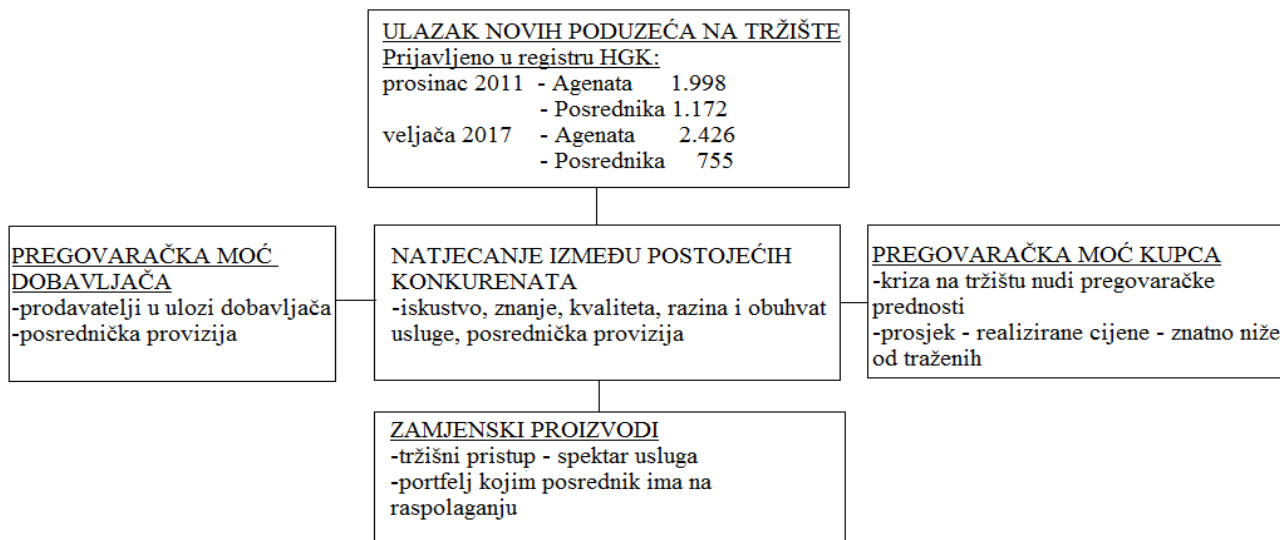 ULAZAK NOVIH PODUZEĆA NA TRŽIŠTE
Prijavljeno u registru HGK:
prosinac 2011 - Agenata 1.998
- Posrednika 1.172
veljača 2017 - Agenata 2.426
- Posrednika 755
PREGOVARAČKA MOĆ
DOBAVLJAČA
-prodavatelji u ulozi dobavljača
-posrednička provizija
NATJECANJE IZMEĐU POSTOJEĆIH
KONKURENATA
-iskustvo, znanje, kvaliteta, razina i obuhvat
usluge, posrednička provizija
PREGOVARAČKA MOĆ KUPCA
-kriza na tržištu nudi pregovaračke
prednosti
-prosjek - realizirane cijene - znatno niže
od traženih
ZAMJENSKI PROIZVODI
-tržišni pristup - spektar usluga
-portfelj kojim posrednik ima na
raspolaganju